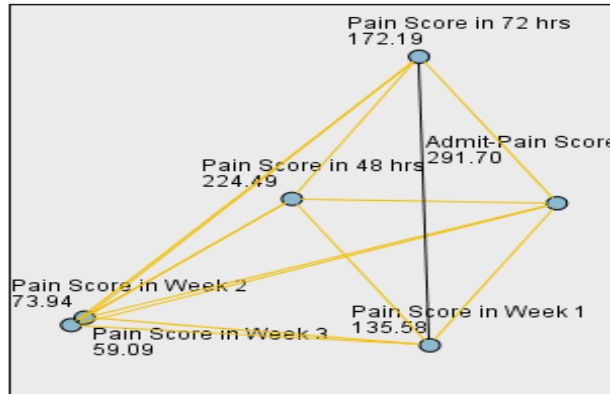 Pain Score in 72 hrs
172.19
Admit-Pain Score
291.70
Pain Score in 48 hrs
224.49
Pain Score in Week 2
73.94
Pain Score in Week 1
135.58
Pain Score in Week 3
59.09